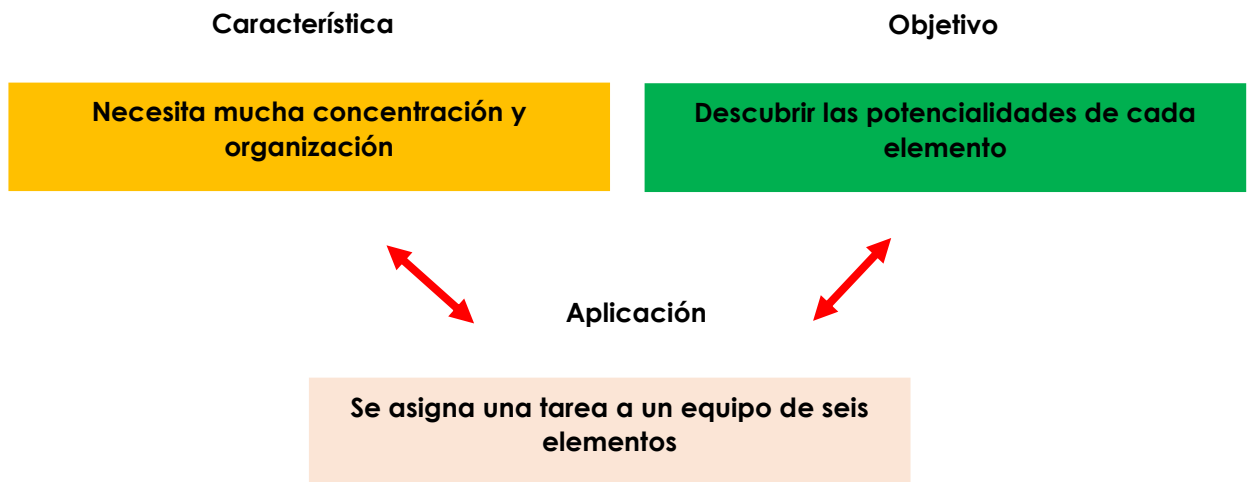 Característica
Objetivo
Necesita mucha concentración y
organización
Descubrir las potencialidades de cada
elemento
Aplicación
Se asigna una tarea a un equipo de seis
elementos